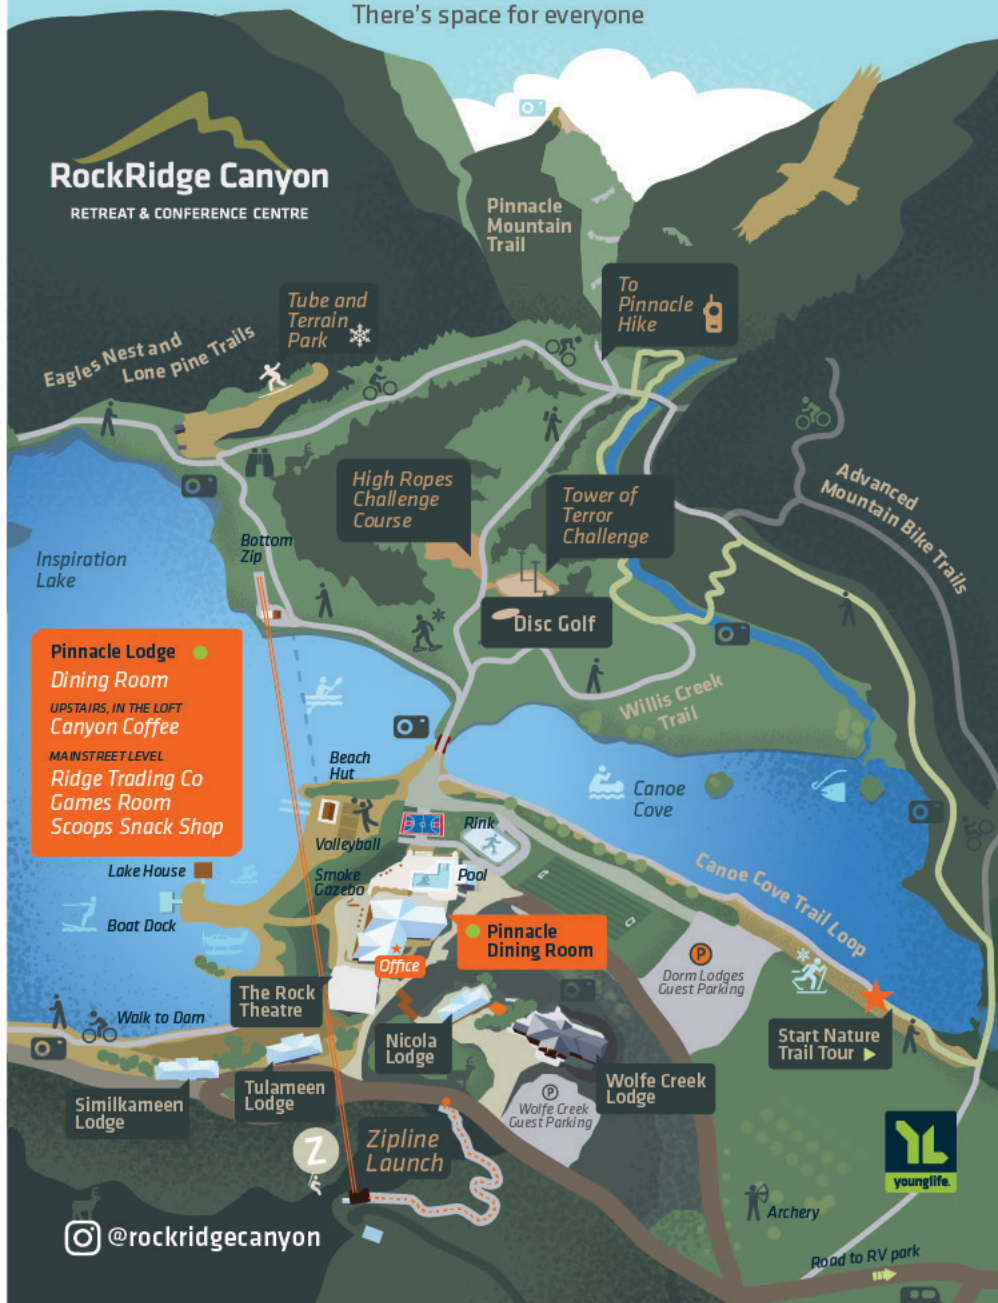 There's space for everyone
RockRidge Canyon
RETREAT & CONFERENCE CENTRE
Pinnacle
Mountain
Trail
To
Pinnacle
Hike
Tube and
Terrain
Park
Eagles Nest and
Lone Pine Trails
High Ropes
Challenge
Course
Tower of
Terror
Challenge
Advanced
Mountain Bike Trails
Bottom
Zip
Inspiration
Lake
Disc Golf
Pinnacle Lodge
Dining Room
UPSTAIRS, IN THE LOFT
Canyon Coffee
MAINSTREET LEVEL
Ridge Trading Co
Games Room
Scoops Snack Shop
Willis Creek
Trail
Beach
Hut
Canoe
Cove
Volleyball
Rink
Lake House
Smoke
Gazebo
Pool
Canoe Cove Trail Loop
Boat Dock
Pinnacle
Dining Room
Office
P
Dorm Lodges
Guest Parking
The Rock
Theatre
Walk to Dam
Nicola
Lodge
Start Nature
Trail Tour
Similkameen
Lodge
Tulameen
Lodge
Wolfe Creek
Lodge
P
Wolfe Creek
Guest Parking
Z
Zipline
Launch
YL
younglife.
Archery
@rockridgecanyon
Road to RV park